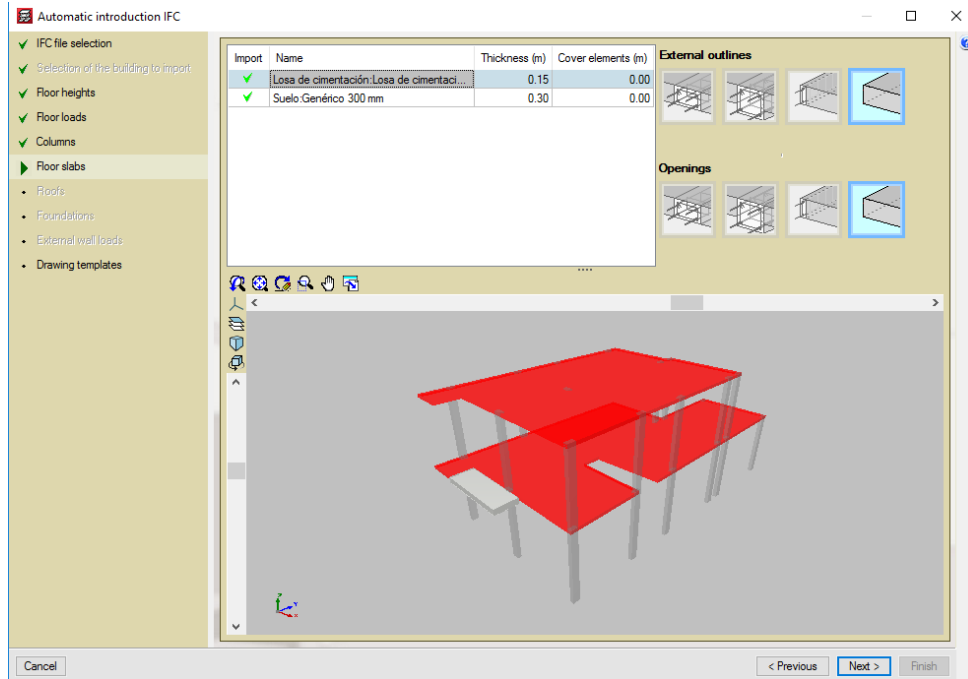 Automatic introduction IFC
IFC file selection
Selection of the building to import
Floor heights
Floor loads
Columns
Floor slabs
Roofs
Foundations
External wall loads
Drawing templates
Import Name Thickness (m) Cover elements (m)
Losa de cimentación:Losa de cimentaci... 0.15 0.00
Suelo:Genérico 300 mm 0.30 0.00
External outlines
Openings
Cancel
< Previous Next > Finish